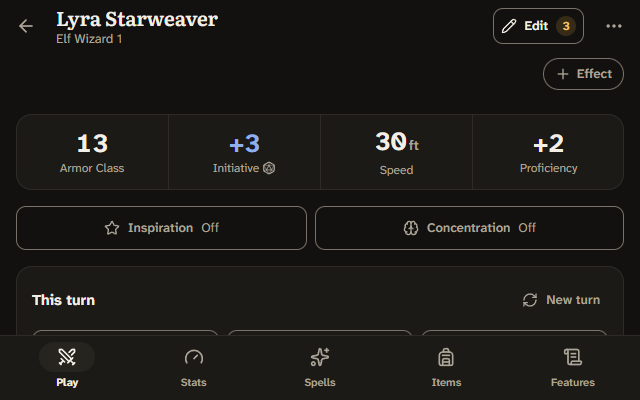 Lyra Starweaver
Elf Wizard 1
Edit 3
Effect
13
Armor Class
+3
Initiative
30 ft
Speed
+2
Proficiency
Inspiration Off
Concentration Off
This turn
New turn
Play
Stats
Spells
Items
Features